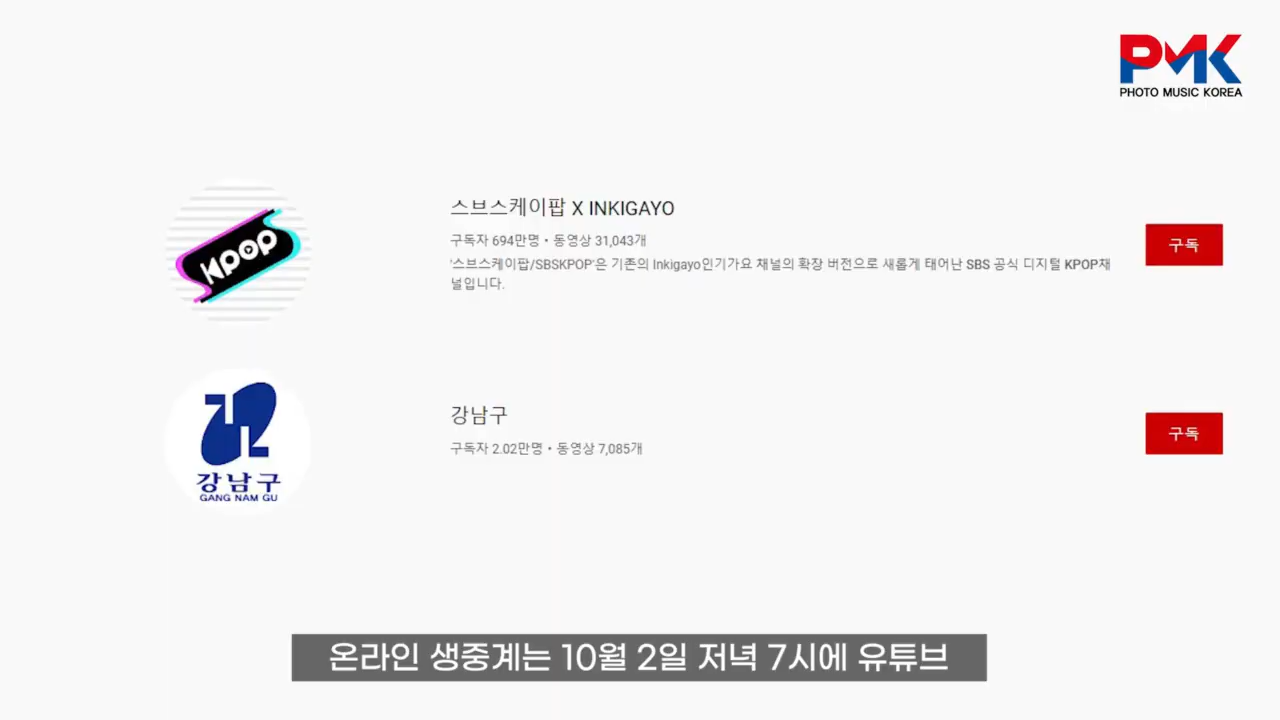 PMK
PHOTO MUSIC KOREA
KPOP
스브스케이팝 X INKIGAYO
구독자 694만명 • 동영상 31,043개
'스브스케이팝/SBSKPOP'은 기존의 Inkigayo인기가요 채널의 확장 버전으로 새롭게 태어난 SBS 공식 디지털 KPOP채
널입니다.
구독
강남구
GANG NAM GU
강남구
구독자 2.02만명 • 동영상 7,085개
구독
온라인 생중계는 10월 2일 저녁 7시에 유튜브